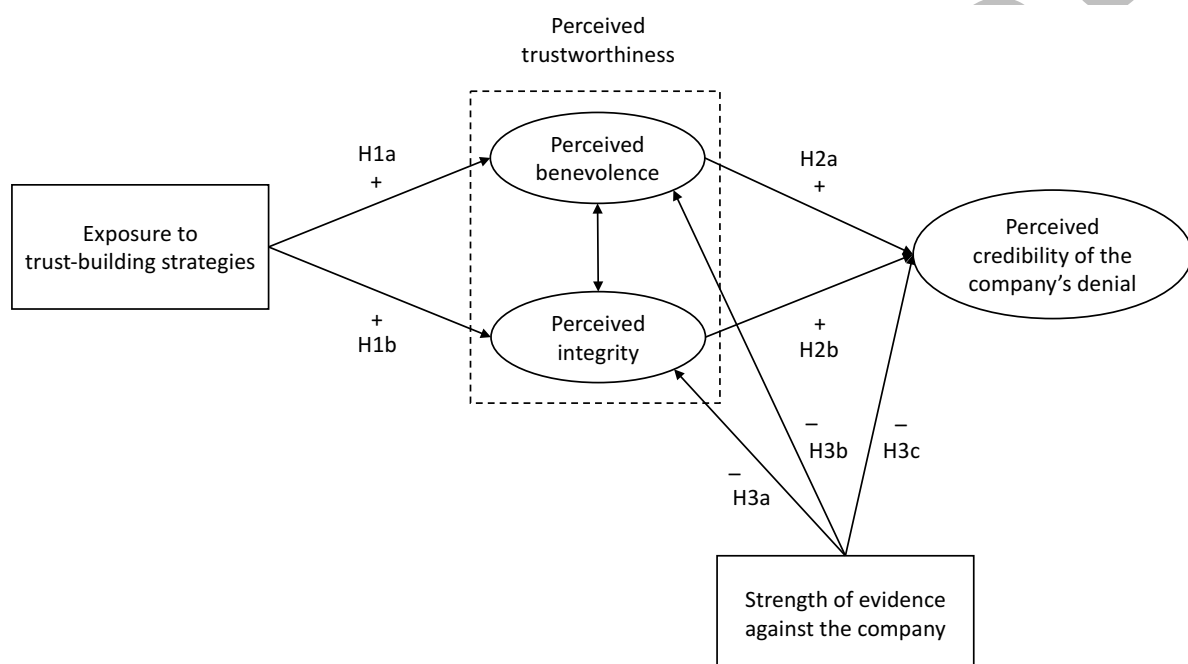 Perceived
trustworthiness
H1a
+
Perceived
benevolence
H2a
+
Exposure to
trust-building strategies
Perceived
credibility of the
company's denial
+
H1b
Perceived
integrity
+
H2b
–
H3b
–
H3c
–
H3a
Strength of evidence
against the company